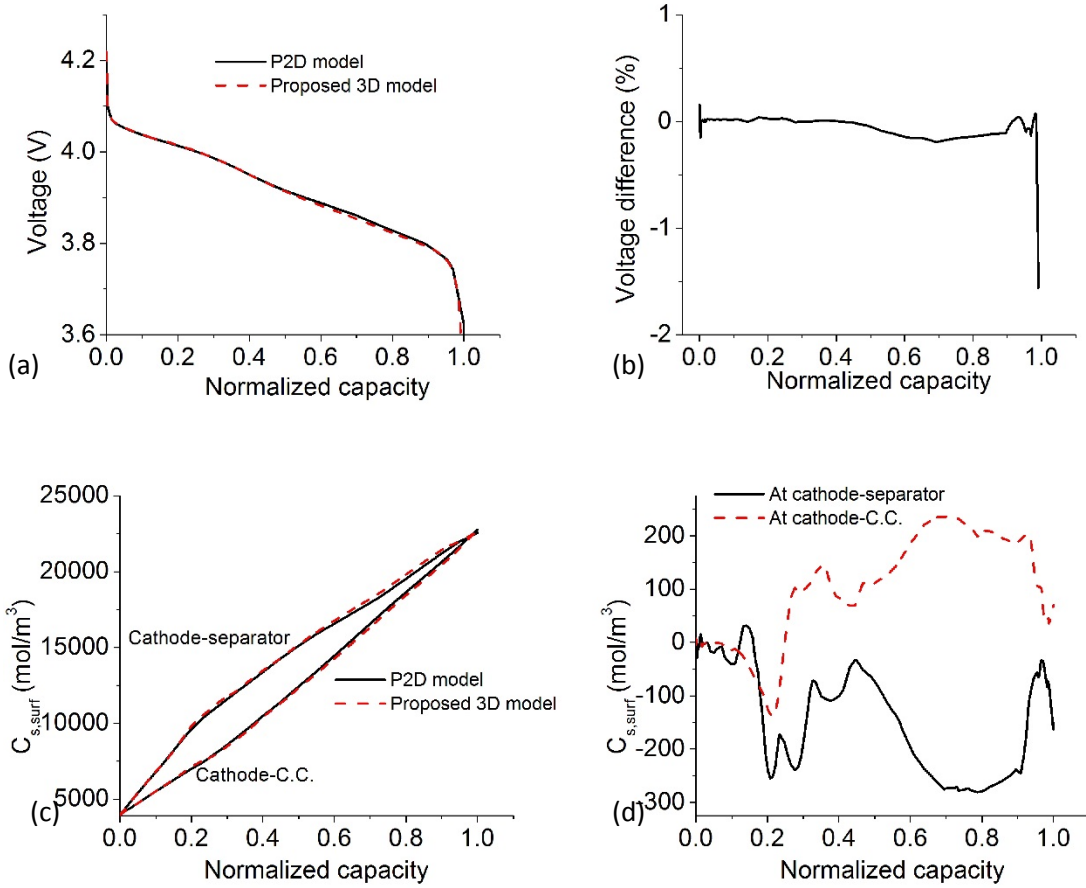 4.2
4.0
3.8
3.6
Voltage (V)
P2D model
Proposed 3D model
0.0 0.2 0.4 0.6 0.8 1.0
Normalized capacity
(a)
1
0
-1
-2
Voltage difference (%)
0.0 0.2 0.4 0.6 0.8 1.0
Normalized capacity
(b)
25000
20000
15000
10000
5000
C_s,surf (mol/m³)
Cathode-separator
P2D model
Proposed 3D model
Cathode-C.C.
0.0 0.2 0.4 0.6 0.8 1.0
Normalized capacity
(c)
At cathode-separator
At cathode-C.C.
200
100
0
-100
-200
-300
C_s,surf (mol/m³)
0.0 0.2 0.4 0.6 0.8 1.0
Normalized capacity
(d)